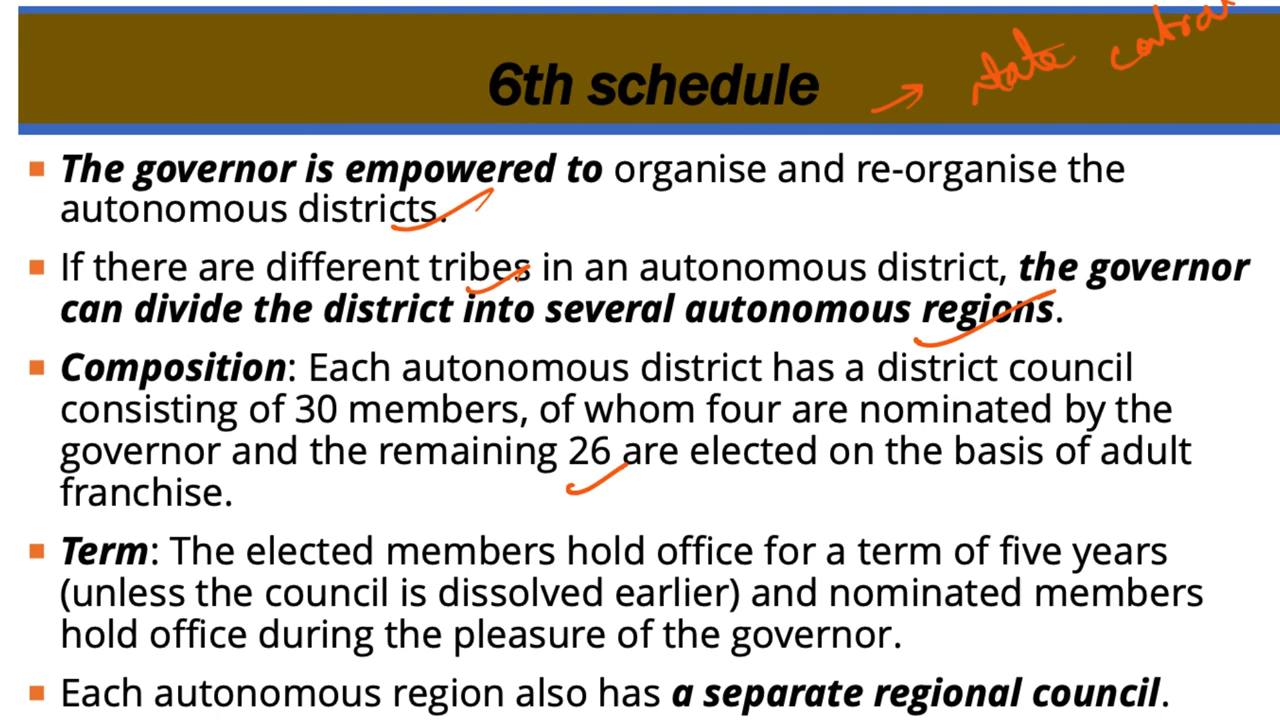 6th schedule → state control
■ The governor is empowered to organise and re-organise the
autonomous districts.
■ If there are different tribes in an autonomous district, the governor
can divide the district into several autonomous regions.
■ Composition: Each autonomous district has a district council
consisting of 30 members, of whom four are nominated by the
governor and the remaining 26 are elected on the basis of adult
franchise.
■ Term: The elected members hold office for a term of five years
(unless the council is dissolved earlier) and nominated members
hold office during the pleasure of the governor.
■ Each autonomous region also has a separate regional council.